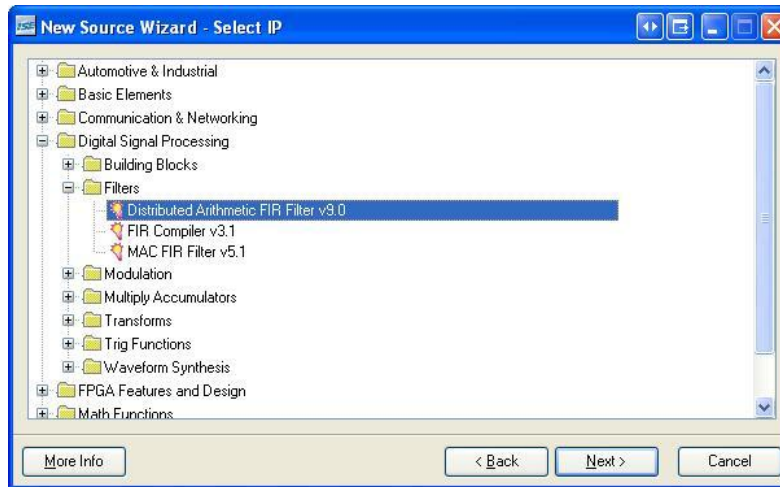 ISE New Source Wizard - Select IP
Automotive & Industrial
Basic Elements
Communication & Networking
Digital Signal Processing
Building Blocks
Filters
Distributed Arithmetic FIR Filter v9.0
FIR Compiler v3.1
MAC FIR Filter v5.1
Modulation
Multiply Accumulators
Transforms
Trig Functions
Waveform Synthesis
FPGA Features and Design
Math Functions
More Info < Back Next > Cancel